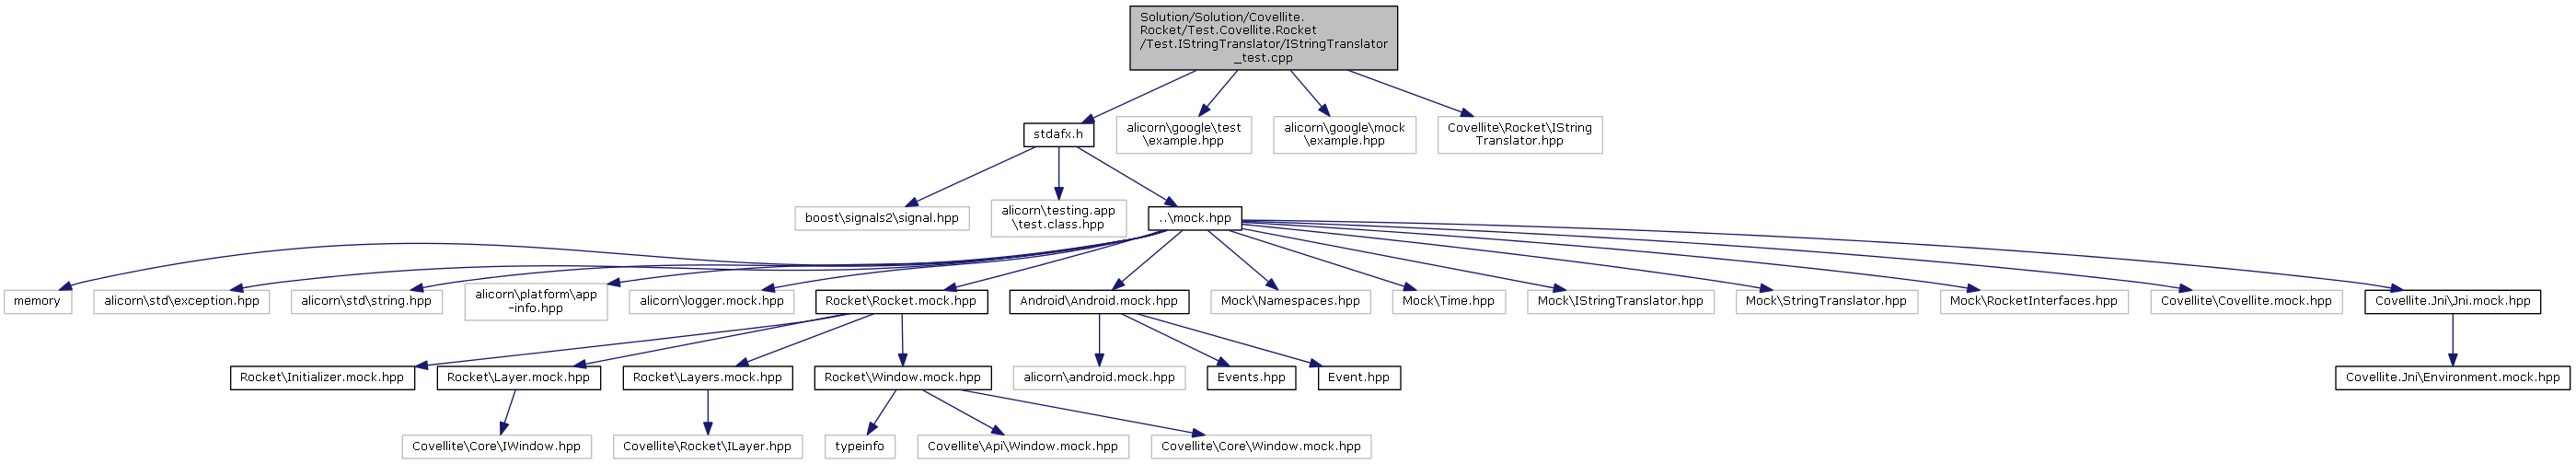 Solution/Solution/Covellite.
Rocket/Test.Covellite.Rocket
/Test.IStringTranslator/IStringTranslator
_test.cpp
stdafx.h
alicorn\google\test
\example.hpp
alicorn\google\mock
\example.hpp
Covellite\Rocket\IString
Translator.hpp
boost\signals2\signal.hpp
alicorn\testing.app
\test.class.hpp
..\mock.hpp
memory
alicorn\std\exception.hpp
alicorn\std\string.hpp
alicorn\platform\app
-info.hpp
alicorn\logger.mock.hpp
Rocket\Rocket.mock.hpp
Android\Android.mock.hpp
Mock\Namespaces.hpp
Mock\Time.hpp
Mock\IStringTranslator.hpp
Mock\StringTranslator.hpp
Mock\RocketInterfaces.hpp
Covellite\Covellite.mock.hpp
Covellite.Jni\Jni.mock.hpp
Rocket\Initializer.mock.hpp
Rocket\Layer.mock.hpp
Rocket\Layers.mock.hpp
Rocket\Window.mock.hpp
alicorn\android.mock.hpp
Events.hpp
Event.hpp
Covellite.Jni\Environment.mock.hpp
Covellite\Core\IWindow.hpp
Covellite\Rocket\ILayer.hpp
typeinfo
Covellite\Api\Window.mock.hpp
Covellite\Core\Window.mock.hpp